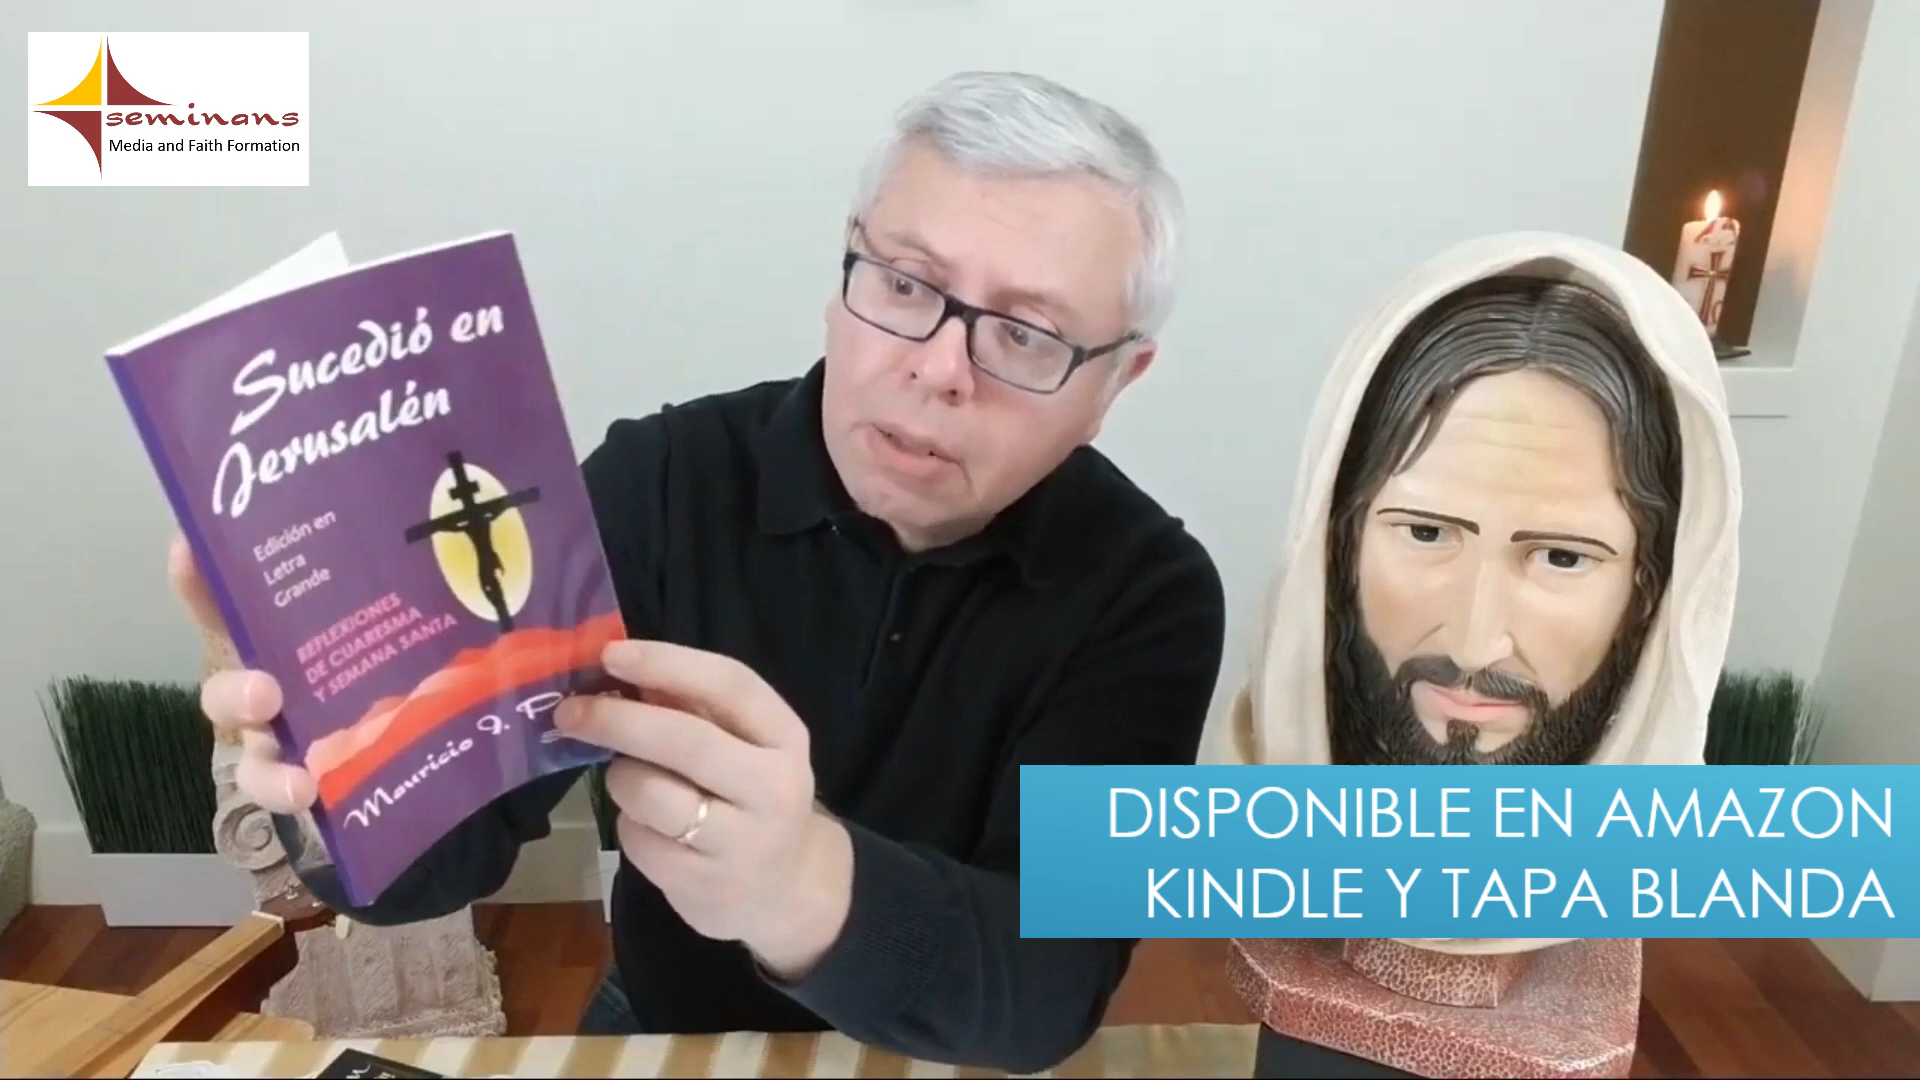 seminans
Media and Faith Formation
Sucedió en
Jerusalén
Edición en
Letra
Grande
REFLEXIONES
DE CUARESMA
Y SEMANA SANTA
Mauricio I.
DISPONIBLE EN AMAZON
KINDLE Y TAPA BLANDA